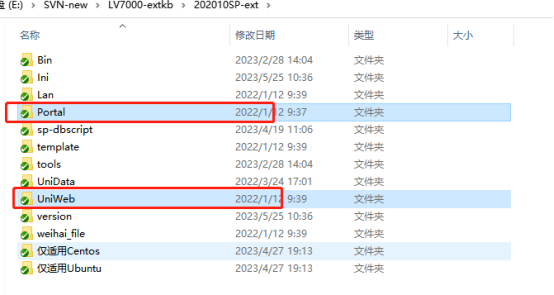 盘 (E:) › SVN-new › LV7000-extkb › 202010SP-ext ›
名称 修改日期 类型 大小
Bin 2023/2/28 14:04 文件夹
Ini 2023/5/25 10:36 文件夹
Lan 2022/1/12 9:39 文件夹
Portal 2022/1/12 9:37 文件夹
sp-dbscript 2023/4/19 11:06 文件夹
template 2022/1/12 9:39 文件夹
tools 2023/2/28 14:04 文件夹
UniData 2022/3/24 17:01 文件夹
UniWeb 2022/1/12 9:39 文件夹
version 2023/5/25 10:36 文件夹
weihai_file 2022/1/12 9:39 文件夹
仅适用Centos 2023/4/27 19:13 文件夹
仅适用Ubuntu 2023/4/27 19:13 文件夹